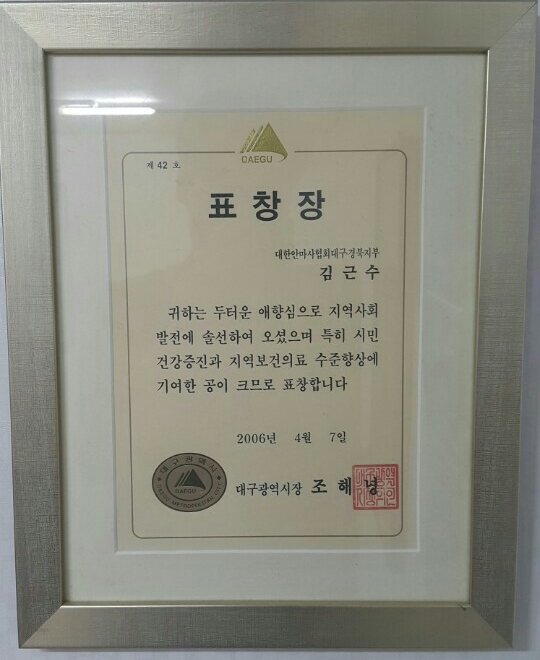 DAEGU
제 42 호
표창장
대한안마사협회대구·경북지부
김근수
귀하는 두터운 애향심으로 지역사회
발전에 솔선하여 오셨으며 특히 시민
건강증진과 지역보건의료 수준향상에
기여한 공이 크므로 표창합니다
2006년 4월 7일
대구광역시
DAEGU
DAEGU METROPOLITAN CITY
대구광역시장 조해녕